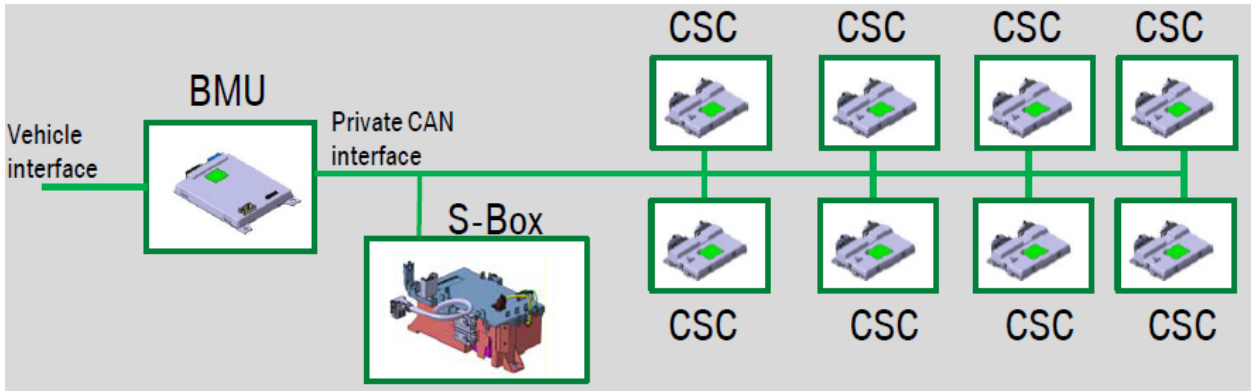 CSC CSC CSC CSC
BMU
Vehicle
interface
Private CAN
interface
S-Box
CSC CSC CSC CSC